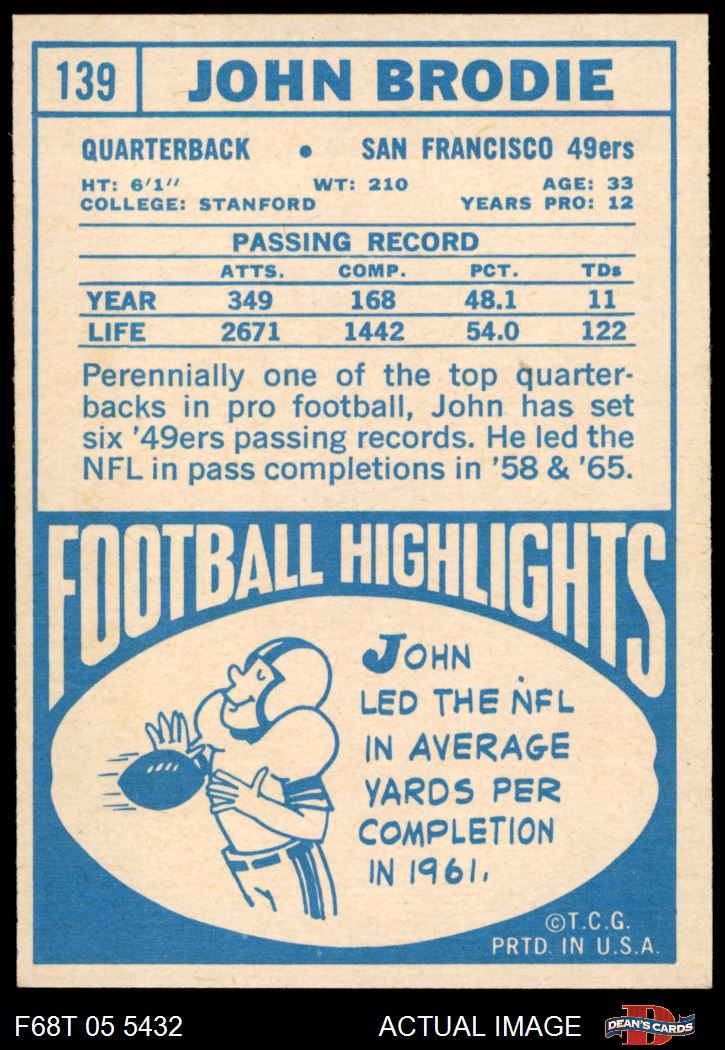 139 JOHN BRODIE
QUARTERBACK • SAN FRANCISCO 49ers
HT: 6'1" WT: 210 AGE: 33
COLLEGE: STANFORD YEARS PRO: 12
PASSING RECORD
ATTS. COMP. PCT. TDs
YEAR 349 168 48.1 11
LIFE 2671 1442 54.0 122
Perennially one of the top quarter-
backs in pro football, John has set
six '49ers passing records. He led the
NFL in pass completions in '58 & '65.
FOOTBALL HIGHLIGHTS
JOHN
LED THE NFL
IN AVERAGE
YARDS PER
COMPLETION
IN 1961.
©T.C.G.
PRTD. IN U.S.A.
F68T 05 5432 ACTUAL IMAGE D DEAN'S CARDS